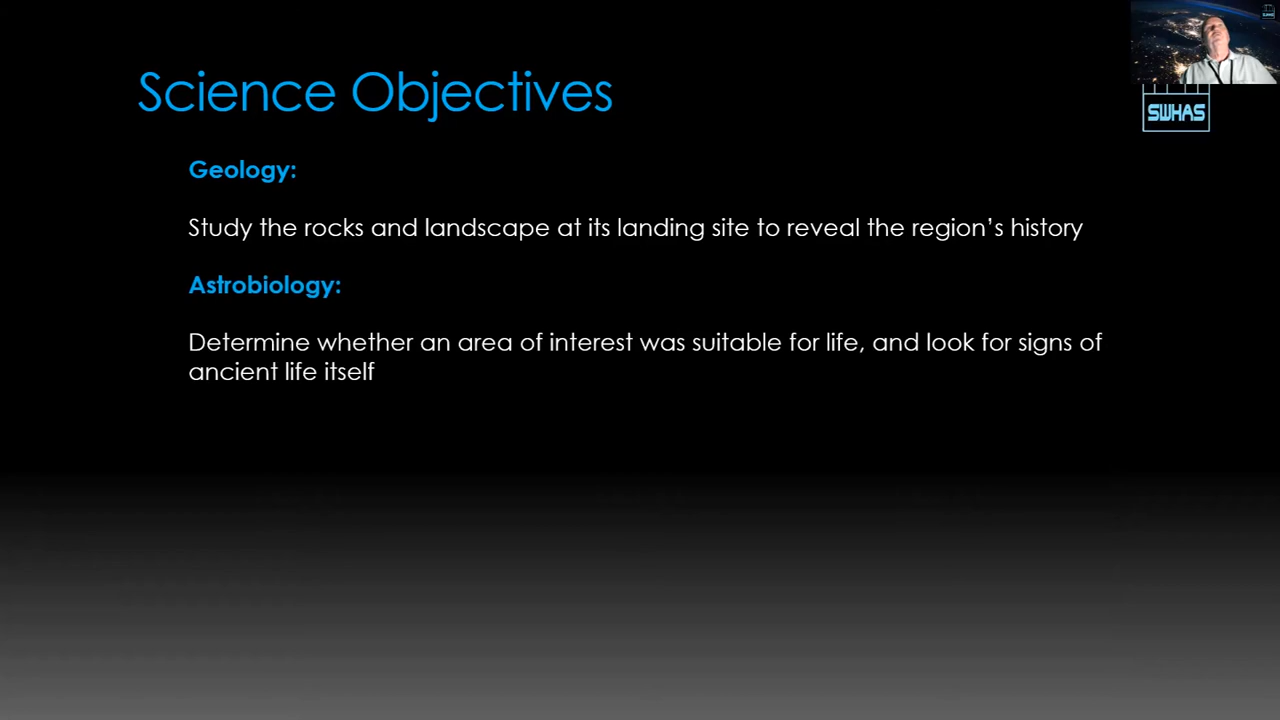 Science Objectives
SWHAS
Geology:
Study the rocks and landscape at its landing site to reveal the region’s history
Astrobiology:
Determine whether an area of interest was suitable for life, and look for signs of
ancient life itself